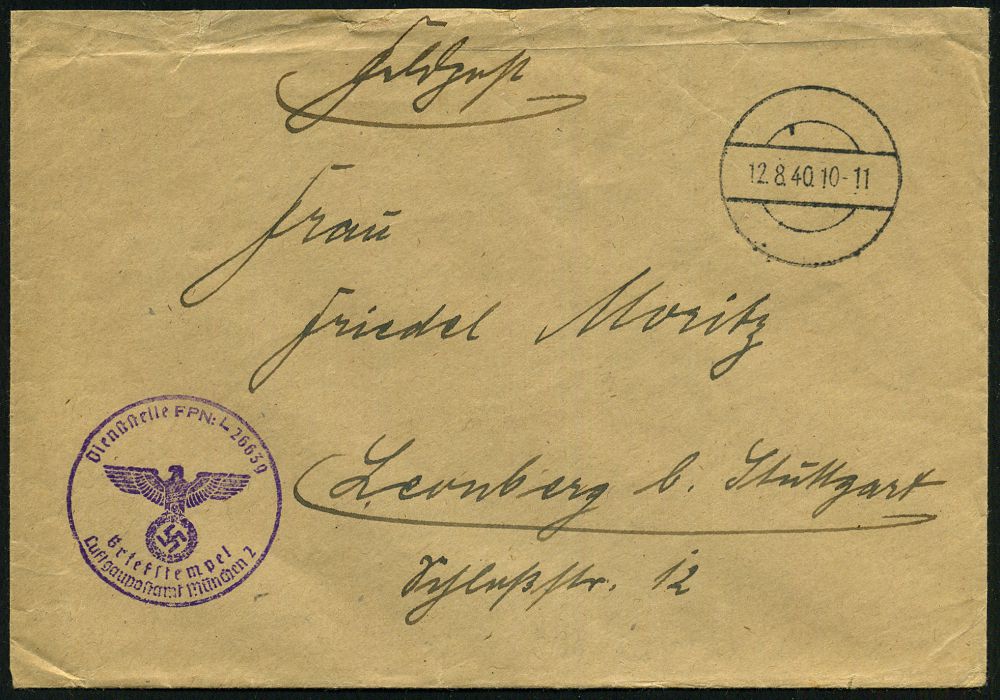 Feldpost
12.8.40.10-11
Frau
Friedel Moritz
Leonberg b. Stuttgart
Schloßstr. 12
Dienststelle FPN: L 26639
Briefstempel
Luftgaupostamt München 2